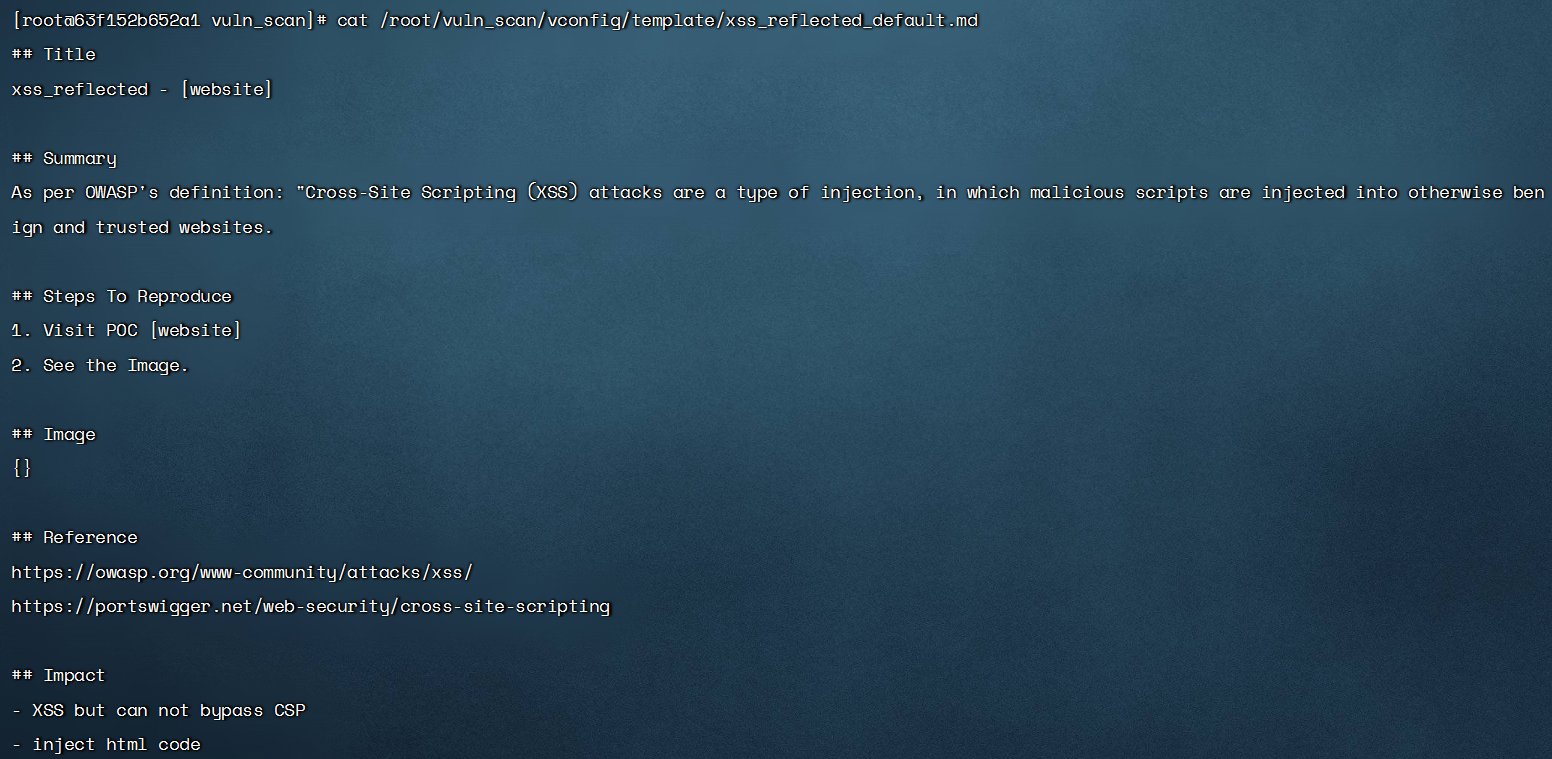 [root@63f152b652a1 vuln_scan]# cat /root/vuln_scan/vconfig/template/xss_reflected_default.md
## Title
xss_reflected - [website]
## Summary
As per OWASP's definition: "Cross-Site Scripting (XSS) attacks are a type of injection, in which malicious scripts are injected into otherwise ben
ign and trusted websites.
## Steps To Reproduce
1. Visit POC [website]
2. See the Image.
## Image
{}
## Reference
https://owasp.org/www-community/attacks/xss/
https://portswigger.net/web-security/cross-site-scripting
## Impact
- XSS but can not bypass CSP
- inject html code